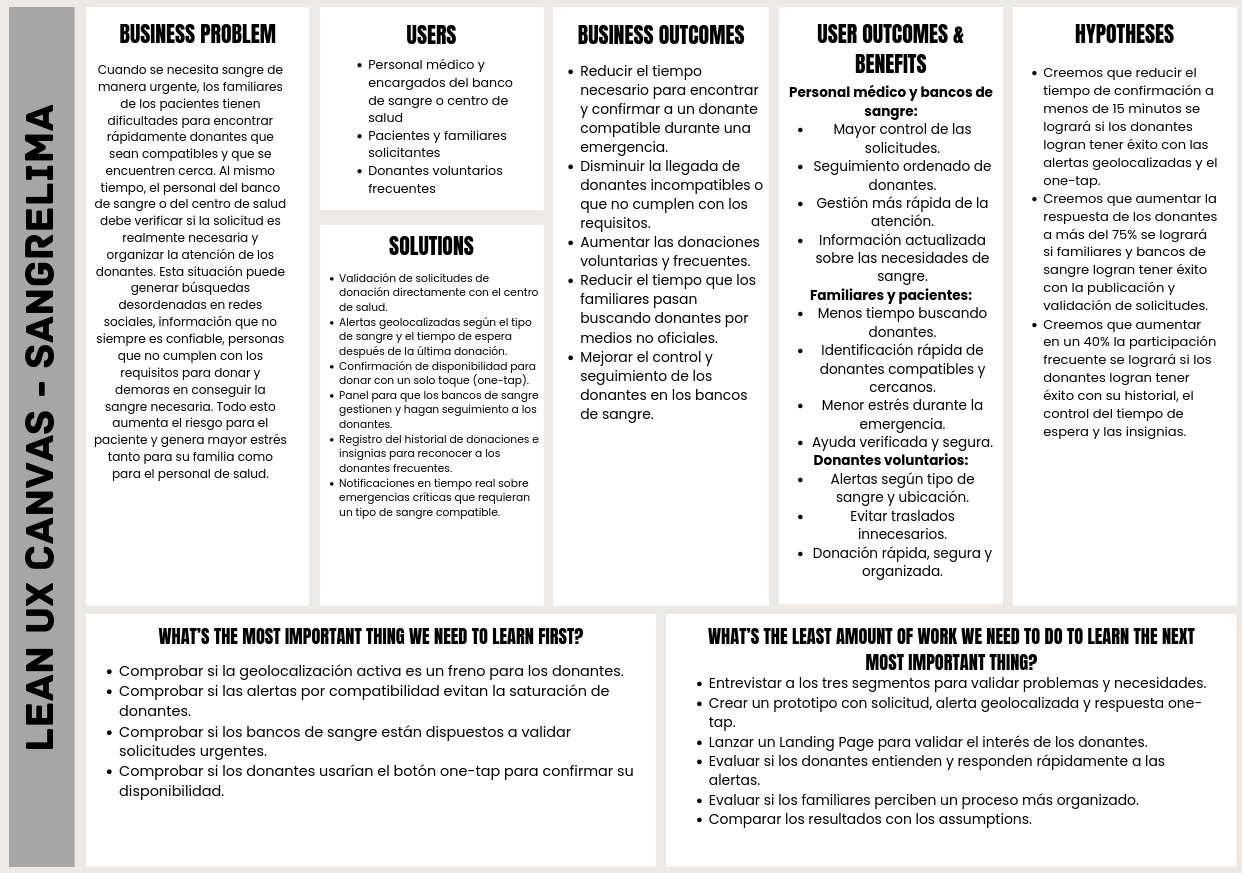 LEAN UX CANVAS - SANGRELIMA
BUSINESS PROBLEM
Cuando se necesita sangre de
manera urgente, los familiares
de los pacientes tienen
dificultades para encontrar
rápidamente donantes que
sean compatibles y que se
encuentren cerca. Al mismo
tiempo, el personal del banco
de sangre o del centro de salud
debe verificar si la solicitud es
realmente necesaria y
organizar la atención de los
donantes. Esta situación puede
generar búsquedas
desordenadas en redes
sociales, información que no
siempre es confiable, personas
que no cumplen con los
requisitos para donar y
demoras en conseguir la
sangre necesaria. Todo esto
aumenta el riesgo para el
paciente y genera mayor estrés
tanto para su familia como
para el personal de salud.
USERS
• Personal médico y
encargados del banco
de sangre o centro de
salud
• Pacientes y familiares
solicitantes
• Donantes voluntarios
frecuentes
SOLUTIONS
• Validación de solicitudes de
donación directamente con el centro
de salud.
• Alertas geolocalizadas según el tipo
de sangre y el tiempo de espera
después de la última donación.
• Confirmación de disponibilidad para
donar con un solo toque (one-tap).
• Panel para que los bancos de sangre
gestionen y hagan seguimiento a los
donantes.
• Registro del historial de donaciones e
insignias para reconocer a los
donantes frecuentes.
• Notificaciones en tiempo real sobre
emergencias críticas que requieran
un tipo de sangre compatible.
BUSINESS OUTCOMES
• Reducir el tiempo
necesario para encontrar
y confirmar a un donante
compatible durante una
emergencia.
• Disminuir la llegada de
donantes incompatibles o
que no cumplen con los
requisitos.
• Aumentar las donaciones
voluntarias y frecuentes.
• Reducir el tiempo que los
familiares pasan
buscando donantes por
medios no oficiales.
• Mejorar el control y
seguimiento de los
donantes en los bancos
de sangre.
USER OUTCOMES &
BENEFITS
Personal médico y bancos de
sangre:
• Mayor control de las
solicitudes.
• Seguimiento ordenado de
donantes.
• Gestión más rápida de la
atención.
• Información actualizada
sobre las necesidades de
sangre.
Familiares y pacientes:
• Menos tiempo buscando
donantes.
• Identificación rápida de
donantes compatibles y
cercanos.
• Menor estrés durante la
emergencia.
• Ayuda verificada y segura.
Donantes voluntarios:
• Alertas según tipo de
sangre y ubicación.
• Evitar traslados
innecesarios.
• Donación rápida, segura y
organizada.
HYPOTHESES
• Creemos que reducir el
tiempo de confirmación a
menos de 15 minutos se
logrará si los donantes
logran tener éxito con las
alertas geolocalizadas y el
one-tap.
• Creemos que aumentar la
respuesta de los donantes
a más del 75% se logrará
si familiares y bancos de
sangre logran tener éxito
con la publicación y
validación de solicitudes.
• Creemos que aumentar
en un 40% la participación
frecuente se logrará si los
donantes logran tener
éxito con su historial, el
control del tiempo de
espera y las insignias.
WHAT'S THE MOST IMPORTANT THING WE NEED TO LEARN FIRST?
• Comprobar si la geolocalización activa es un freno para los donantes.
• Comprobar si las alertas por compatibilidad evitan la saturación de
donantes.
• Comprobar si los bancos de sangre están dispuestos a validar
solicitudes urgentes.
• Comprobar si los donantes usarían el botón one-tap para confirmar su
disponibilidad.
WHAT'S THE LEAST AMOUNT OF WORK WE NEED TO DO TO LEARN THE NEXT
MOST IMPORTANT THING?
• Entrevistar a los tres segmentos para validar problemas y necesidades.
• Crear un prototipo con solicitud, alerta geolocalizada y respuesta one-
tap.
• Lanzar un Landing Page para validar el interés de los donantes.
• Evaluar si los donantes entienden y responden rápidamente a las
alertas.
• Evaluar si los familiares perciben un proceso más organizado.
• Comparar los resultados con los assumptions.